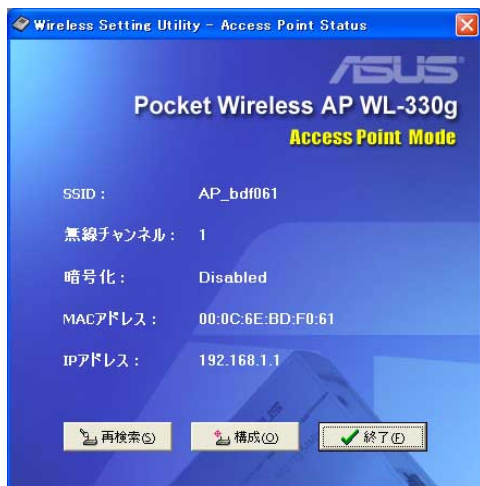 Wireless Setting Utility - Access Point Status
ASUS
Pocket Wireless AP WL-330g
Access Point Mode
SSID : AP_bdf061
無線チャンネル : 1
暗号化 : Disabled
MACアドレス : 00:0C:6E:BD:F0:61
IPアドレス : 192.168.1.1
再検索(S) 構成(O) 終了(F)